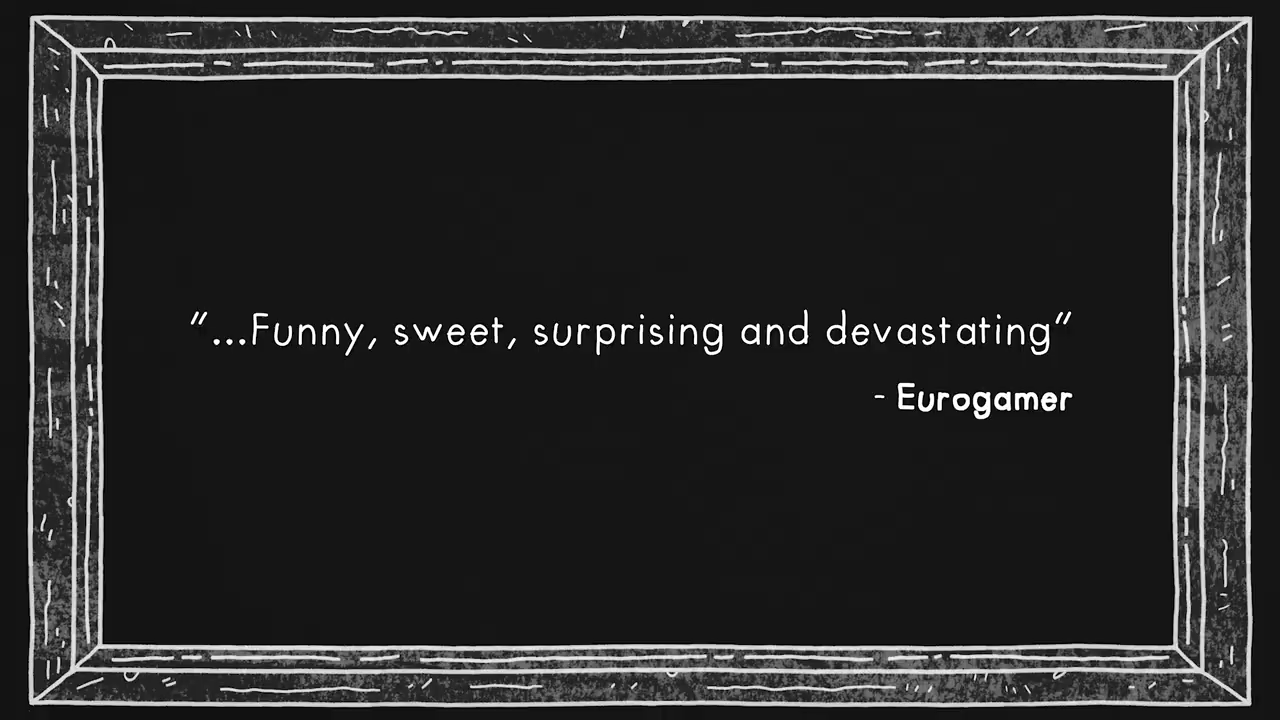 "...Funny, sweet, surprising and devastating"
- Eurogamer